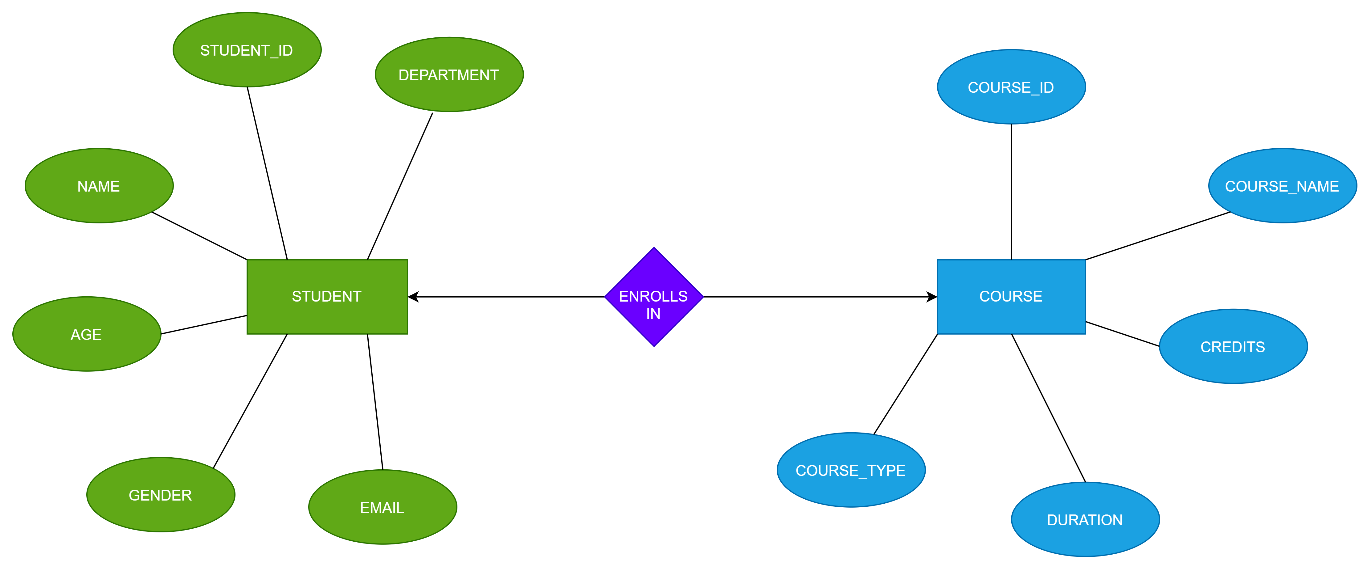 STUDENT_ID
DEPARTMENT
COURSE_ID
NAME
COURSE_NAME
STUDENT
ENROLLS
IN
COURSE
AGE
CREDITS
COURSE_TYPE
GENDER
EMAIL
DURATION